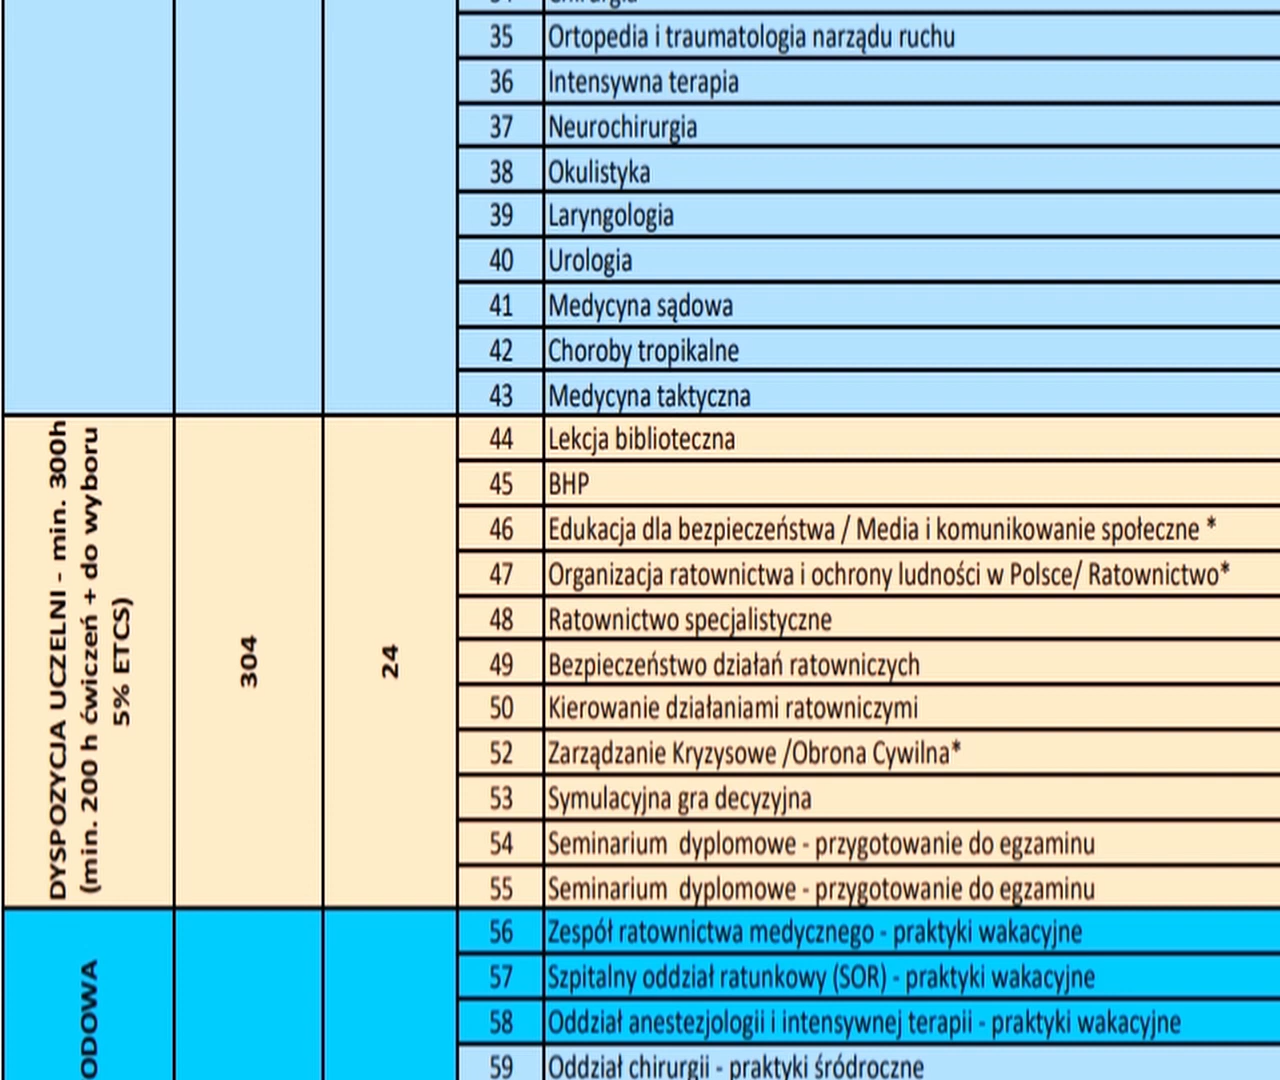 35 Ortopedia i traumatologia narządu ruchu
36 Intensywna terapia
37 Neurochirurgia
38 Okulistyka
39 Laryngologia
40 Urologia
41 Medycyna sądowa
42 Choroby tropikalne
43 Medycyna taktyczna
DYSPOZYCJA UCZELNI - min. 300h
(min. 200 h ćwiczeń + do wyboru
5% ETCS)
304
24
44 Lekcja biblioteczna
45 BHP
46 Edukacja dla bezpieczeństwa / Media i komunikowanie społeczne *
47 Organizacja ratownictwa i ochrony ludności w Polsce/ Ratownictwo*
48 Ratownictwo specjalistyczne
49 Bezpieczeństwo działań ratowniczych
50 Kierowanie działaniami ratowniczymi
52 Zarządzanie Kryzysowe /Obrona Cywilna*
53 Symulacyjna gra decyzyjna
54 Seminarium  dyplomowe - przygotowanie do egzaminu
55 Seminarium  dyplomowe - przygotowanie do egzaminu
ODOWA
56 Zespół ratownictwa medycznego - praktyki wakacyjne
57 Szpitalny oddział ratunkowy (SOR) - praktyki wakacyjne
58 Oddział anestezjologii i intensywnej terapii - praktyki wakacyjne
59 Oddział chirurgii - praktyki śródroczne